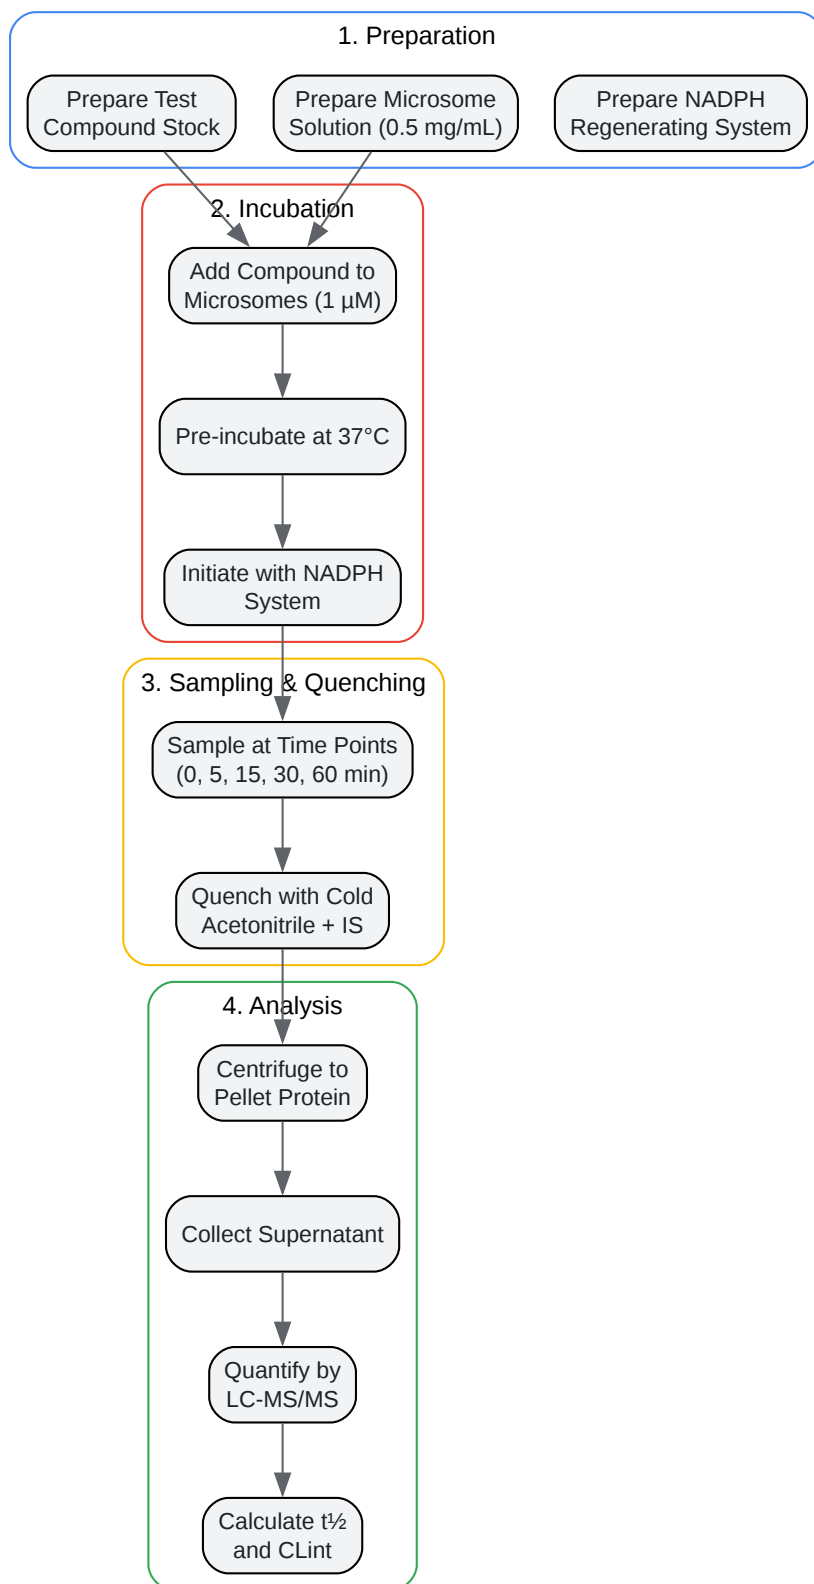 1. Preparation
Prepare Test
Compound Stock
Prepare Microsome
Solution (0.5 mg/mL)
Prepare NADPH
Regenerating System
2. Incubation
Add Compound to
Microsomes (1 µM)
Pre-incubate at 37°C
Initiate with NADPH
System
3. Sampling & Quenching
Sample at Time Points
(0, 5, 15, 30, 60 min)
Quench with Cold
Acetonitrile + IS
4. Analysis
Centrifuge to
Pellet Protein
Collect Supernatant
Quantify by
LC-MS/MS
Calculate t½
and CLint